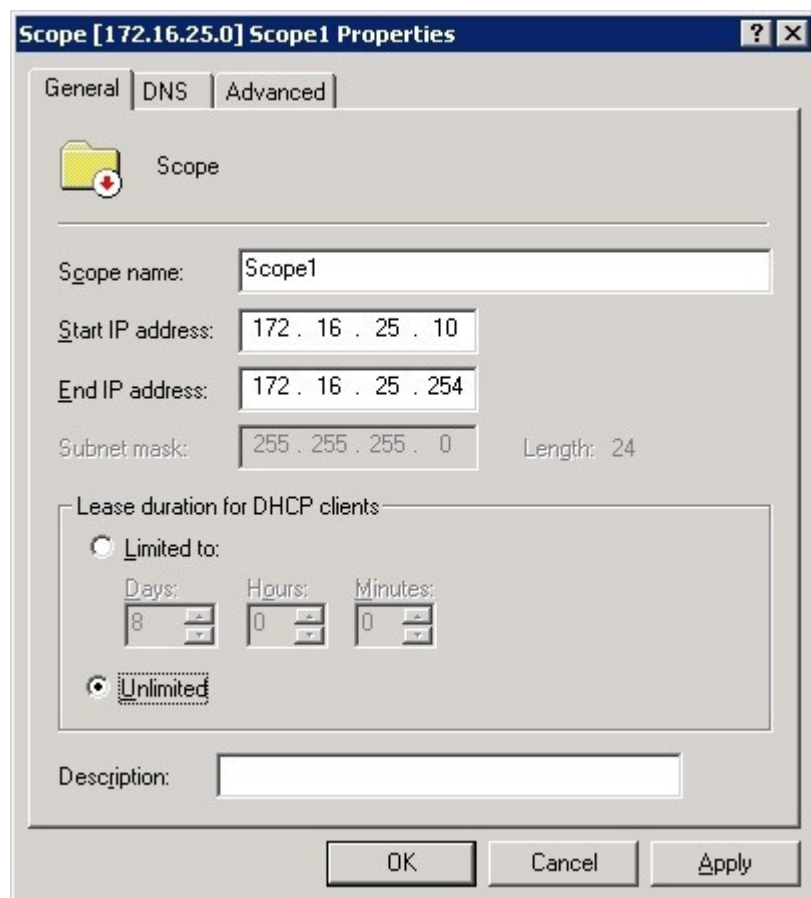 Scope [172.16.25.0] Scope1 Properties
General DNS Advanced
Scope
Scope name: Scope1
Start IP address: 172 . 16 . 25 . 10
End IP address: 172 . 16 . 25 . 254
Subnet mask: 255 . 255 . 255 . 0 Length: 24
Lease duration for DHCP clients
Limited to:
Days: Hours: Minutes:
8 0 0
Unlimited
Description:
OK Cancel Apply